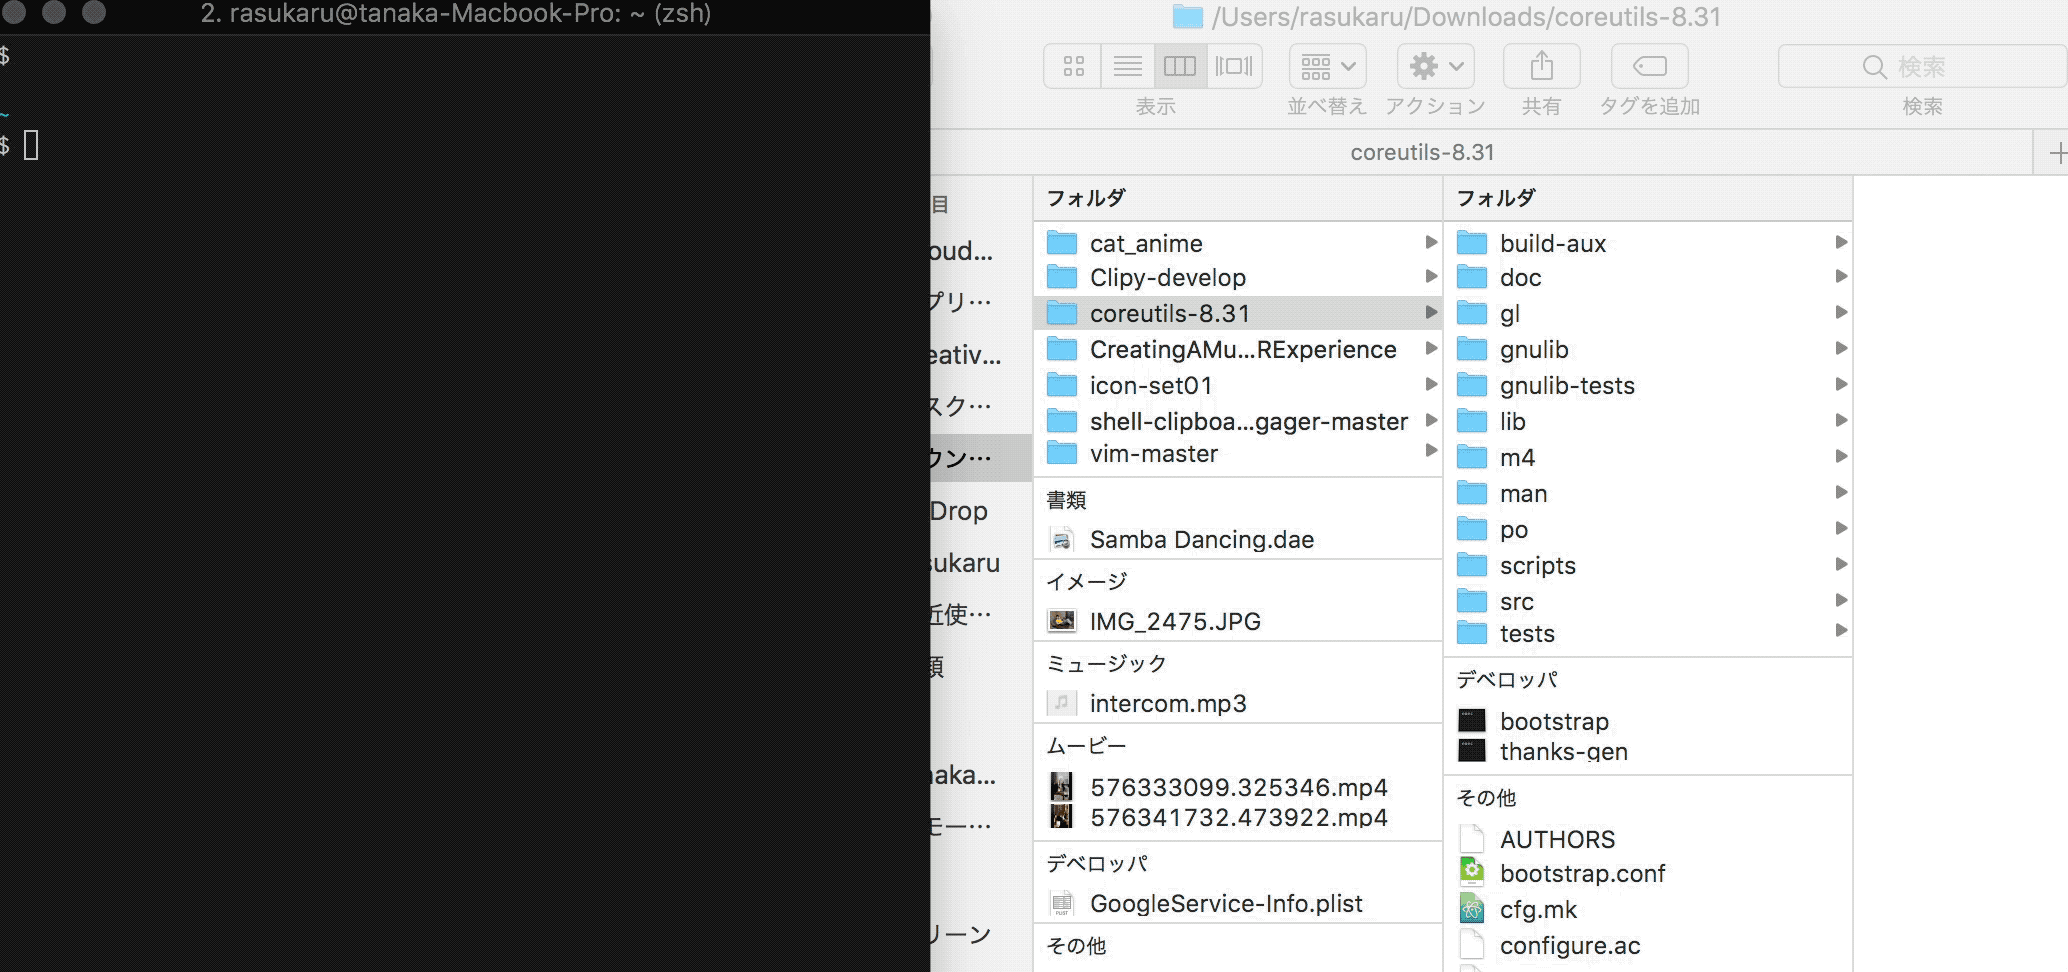 2. rasukaru@tanaka-Macbook-Pro: ~ (zsh)
$
~
$
/Users/rasukaru/Downloads/coreutils-8.31
表示
並べ替え
アクション
共有
タグを追加
検索
検索
coreutils-8.31
目
oud...
プリ…
eativ...
スク…
ウン…
Drop
sukaru
近使…
類
naka...
モー…
リーン
フォルダ
cat_anime
Clipy-develop
coreutils-8.31
CreatingAMu...RExperience
icon-set01
shell-clipboa...gager-master
vim-master
書類
Samba Dancing.dae
イメージ
IMG_2475.JPG
ミュージック
intercom.mp3
ムービー
576333099.325346.mp4
576341732.473922.mp4
デベロッパ
GoogleService-Info.plist
その他
フォルダ
build-aux
doc
gl
gnulib
gnulib-tests
lib
m4
man
po
scripts
src
tests
デベロッパ
bootstrap
thanks-gen
その他
AUTHORS
bootstrap.conf
cfg.mk
configure.ac